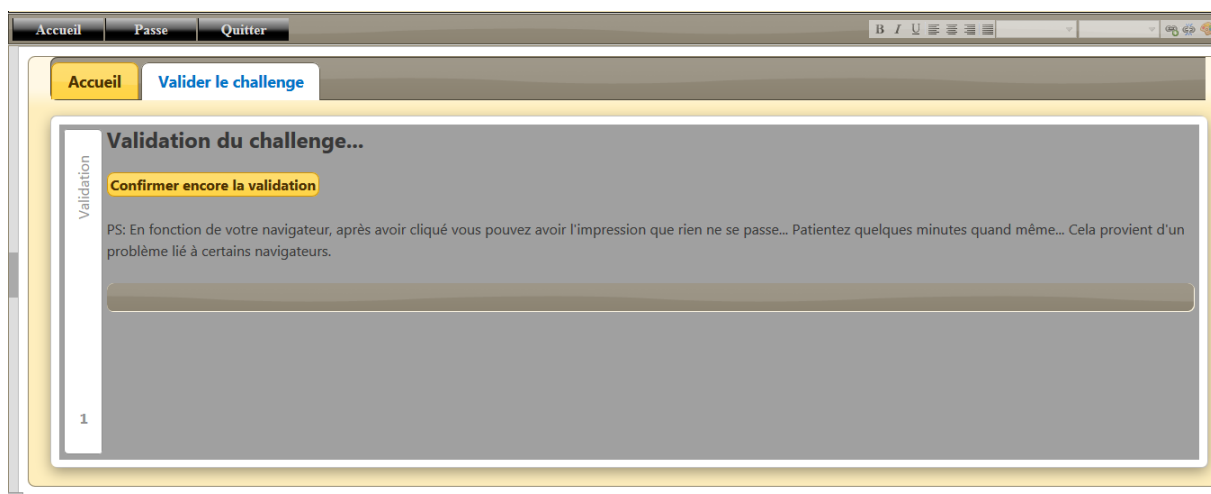 Accueil Passe Quitter B I U
Accueil Valider le challenge
Validation
1
Validation du challenge...
Confirmer encore la validation
PS: En fonction de votre navigateur, après avoir cliqué vous pouvez avoir l'impression que rien ne se passe... Patientez quelques minutes quand même... Cela provient d'un
problème lié à certains navigateurs.